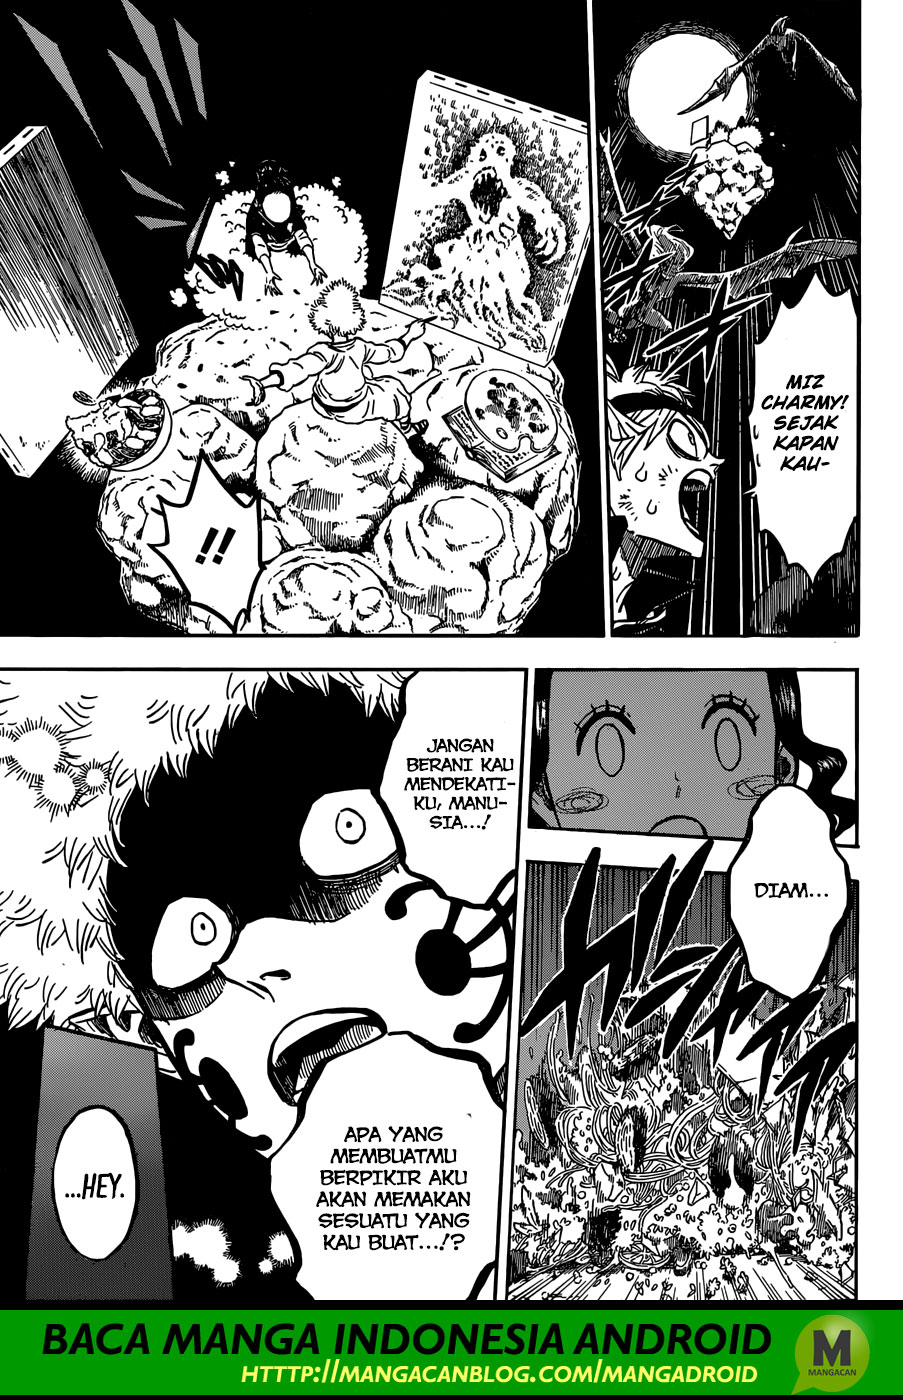 MIZ
CHARMY!
SEJAK
KAPAN
KAU-
!!
DIAM...
JANGAN
BERANI KAU
MENDEKATI-
KU, MANU-
SIA...!
APA YANG
MEMBUATMU
BERPIKIR AKU
AKAN MEMAKAN
SESUATU YANG
KAU BUAT...!?
...HEY.
BACA MANGA INDONESIA ANDROID
HTTTP://MANGACANBLOG.COM/MANGADROID
M
MANGACAN